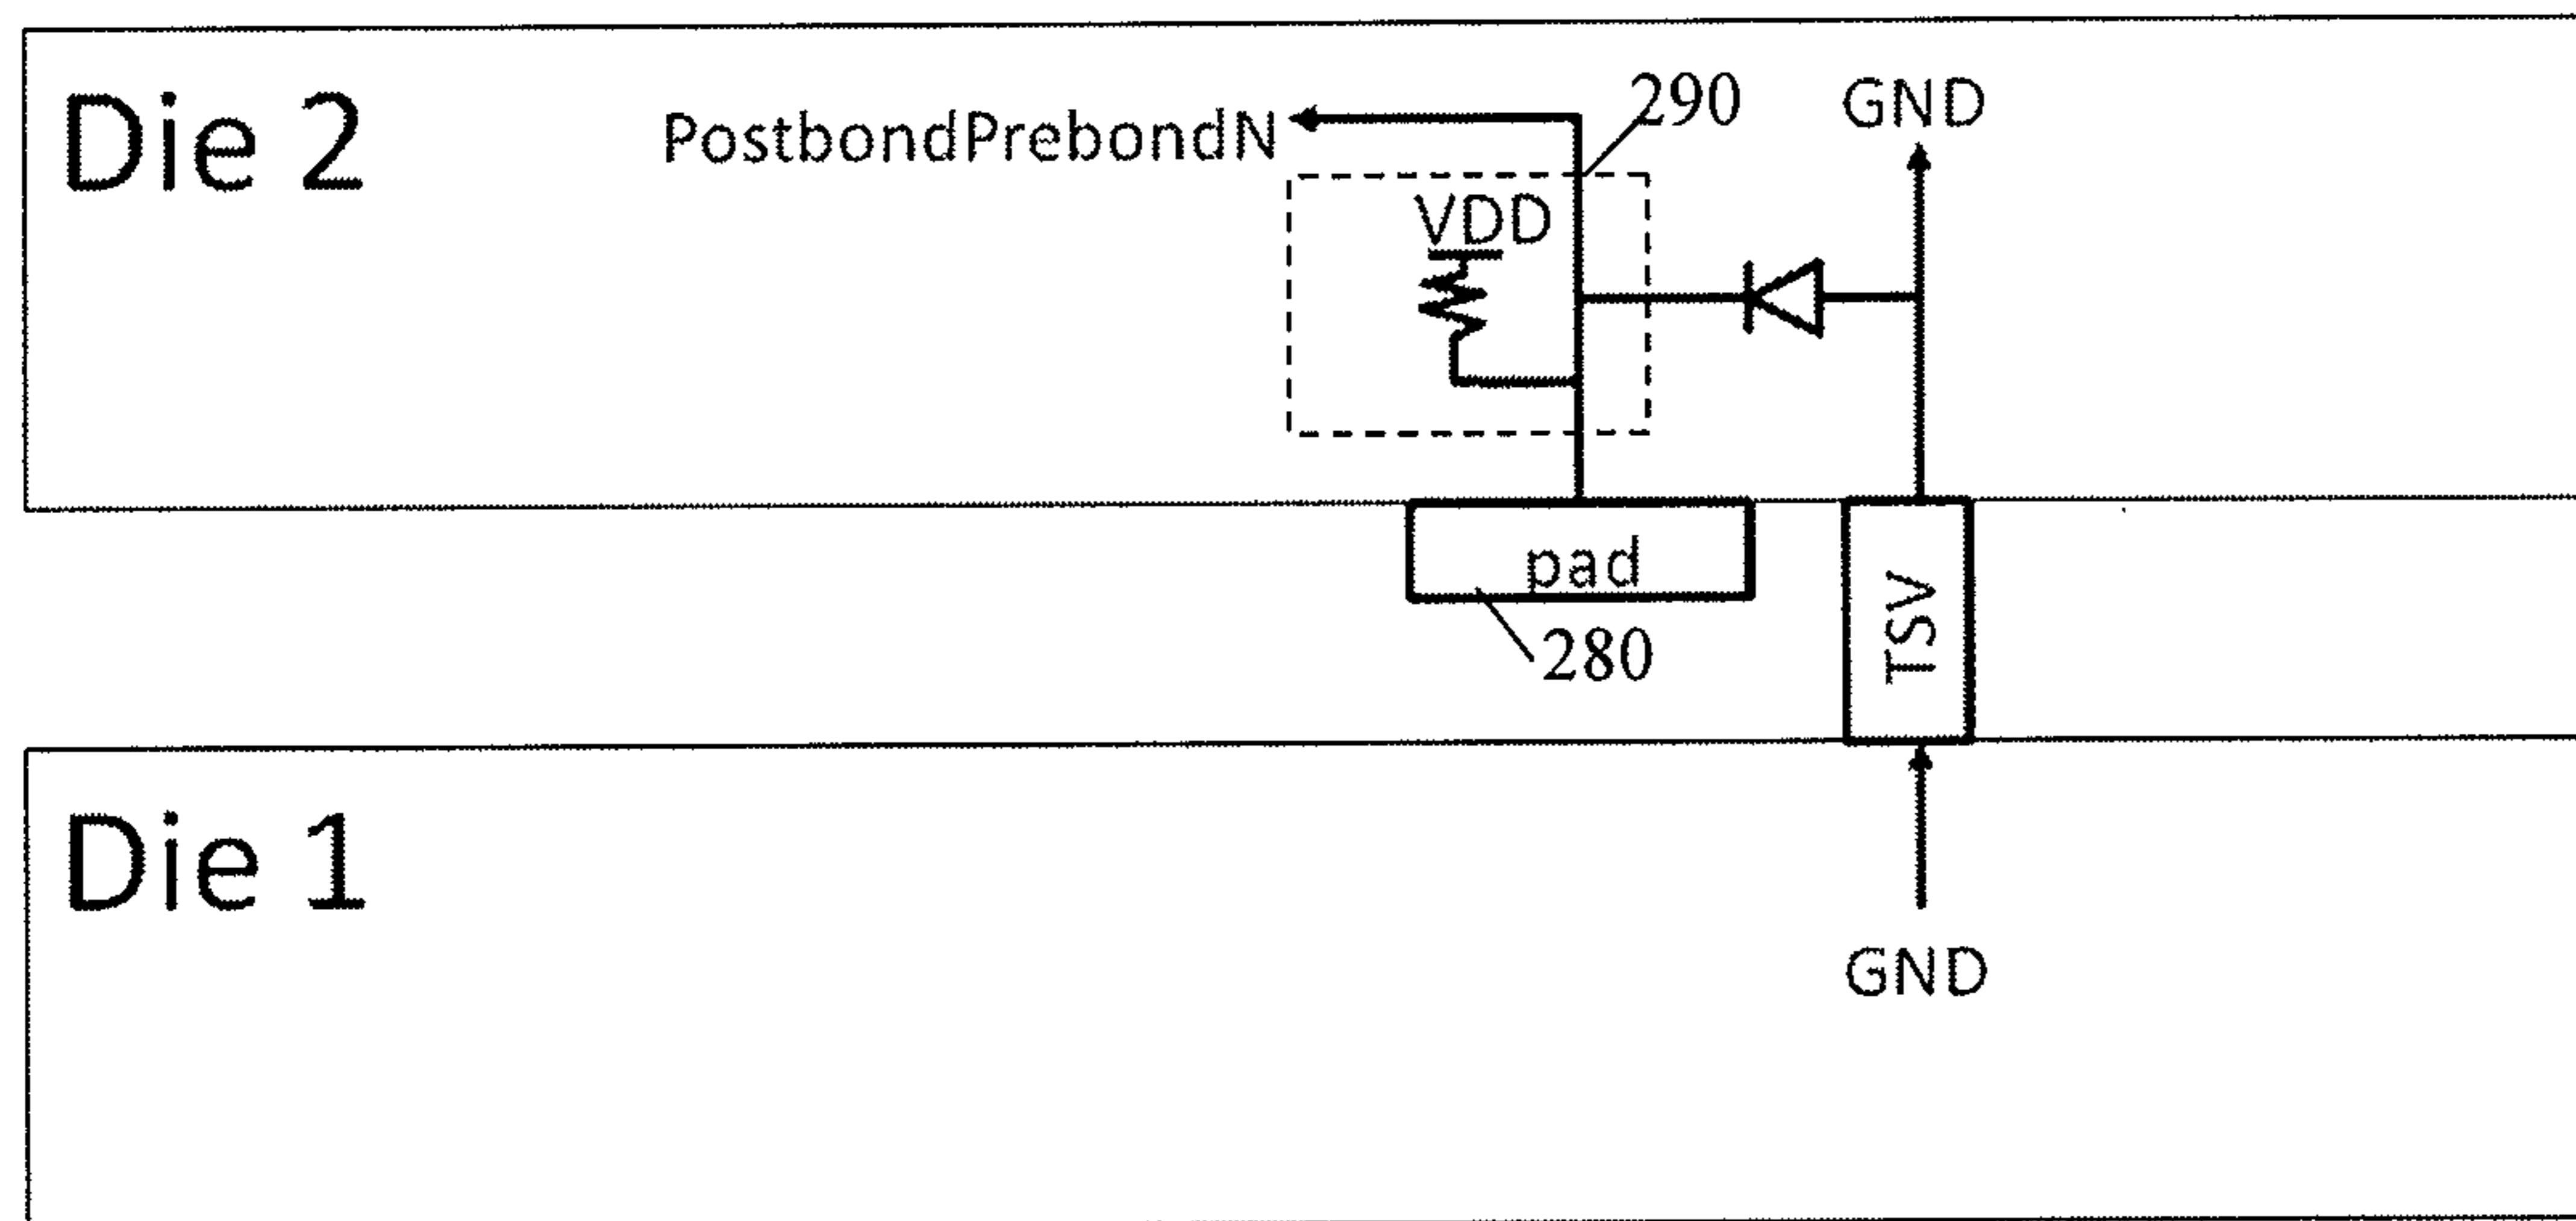 Die 2
PostbondPrebondN
290
GND
VDD
pad
280
TSV
Die 1
GND